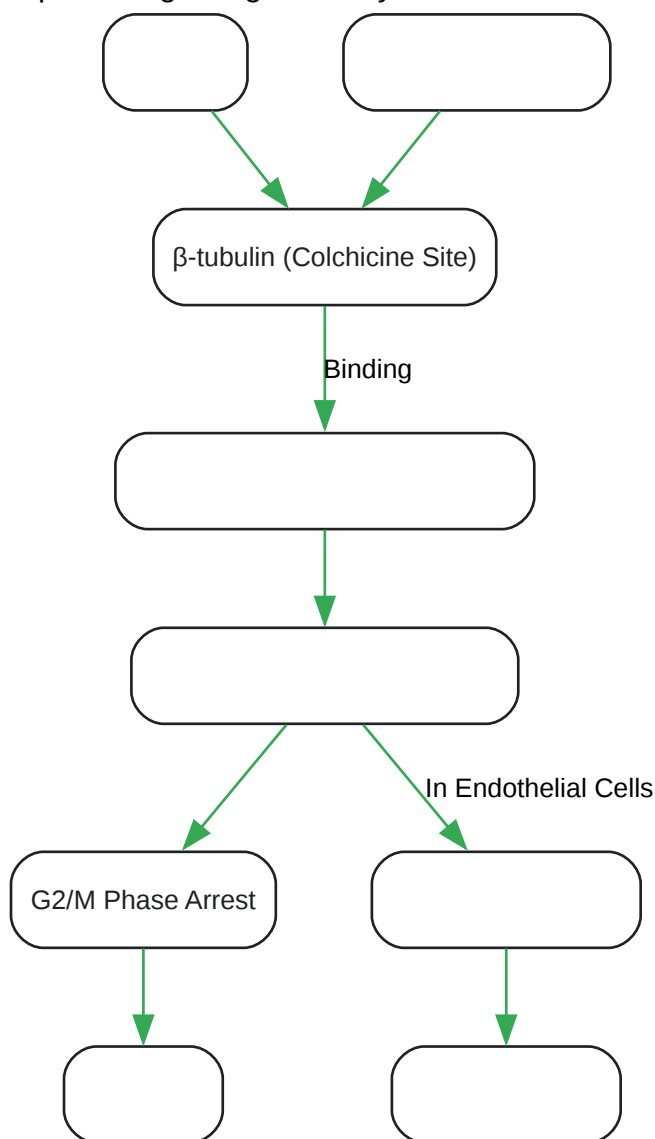 β-tubulin (Colchicine Site)
Binding
In Endothelial Cells
G2/M Phase Arrest